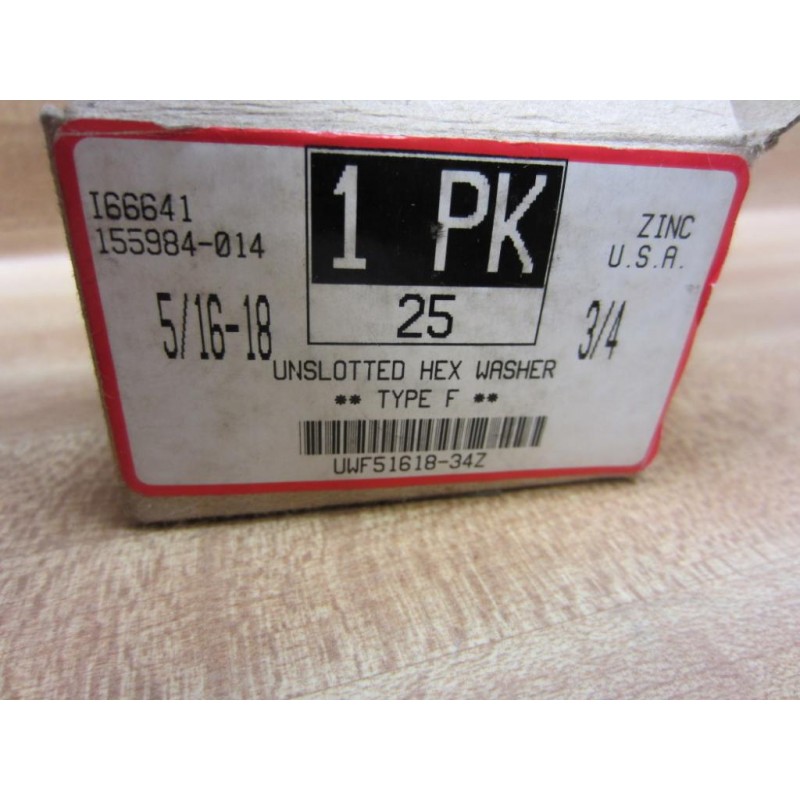 I66641
155984-014
1 PK
25
ZINC
U.S.A.
5/16-18
3/4
UNSLOTTED HEX WASHER
** TYPE F **
UWF51618-34Z